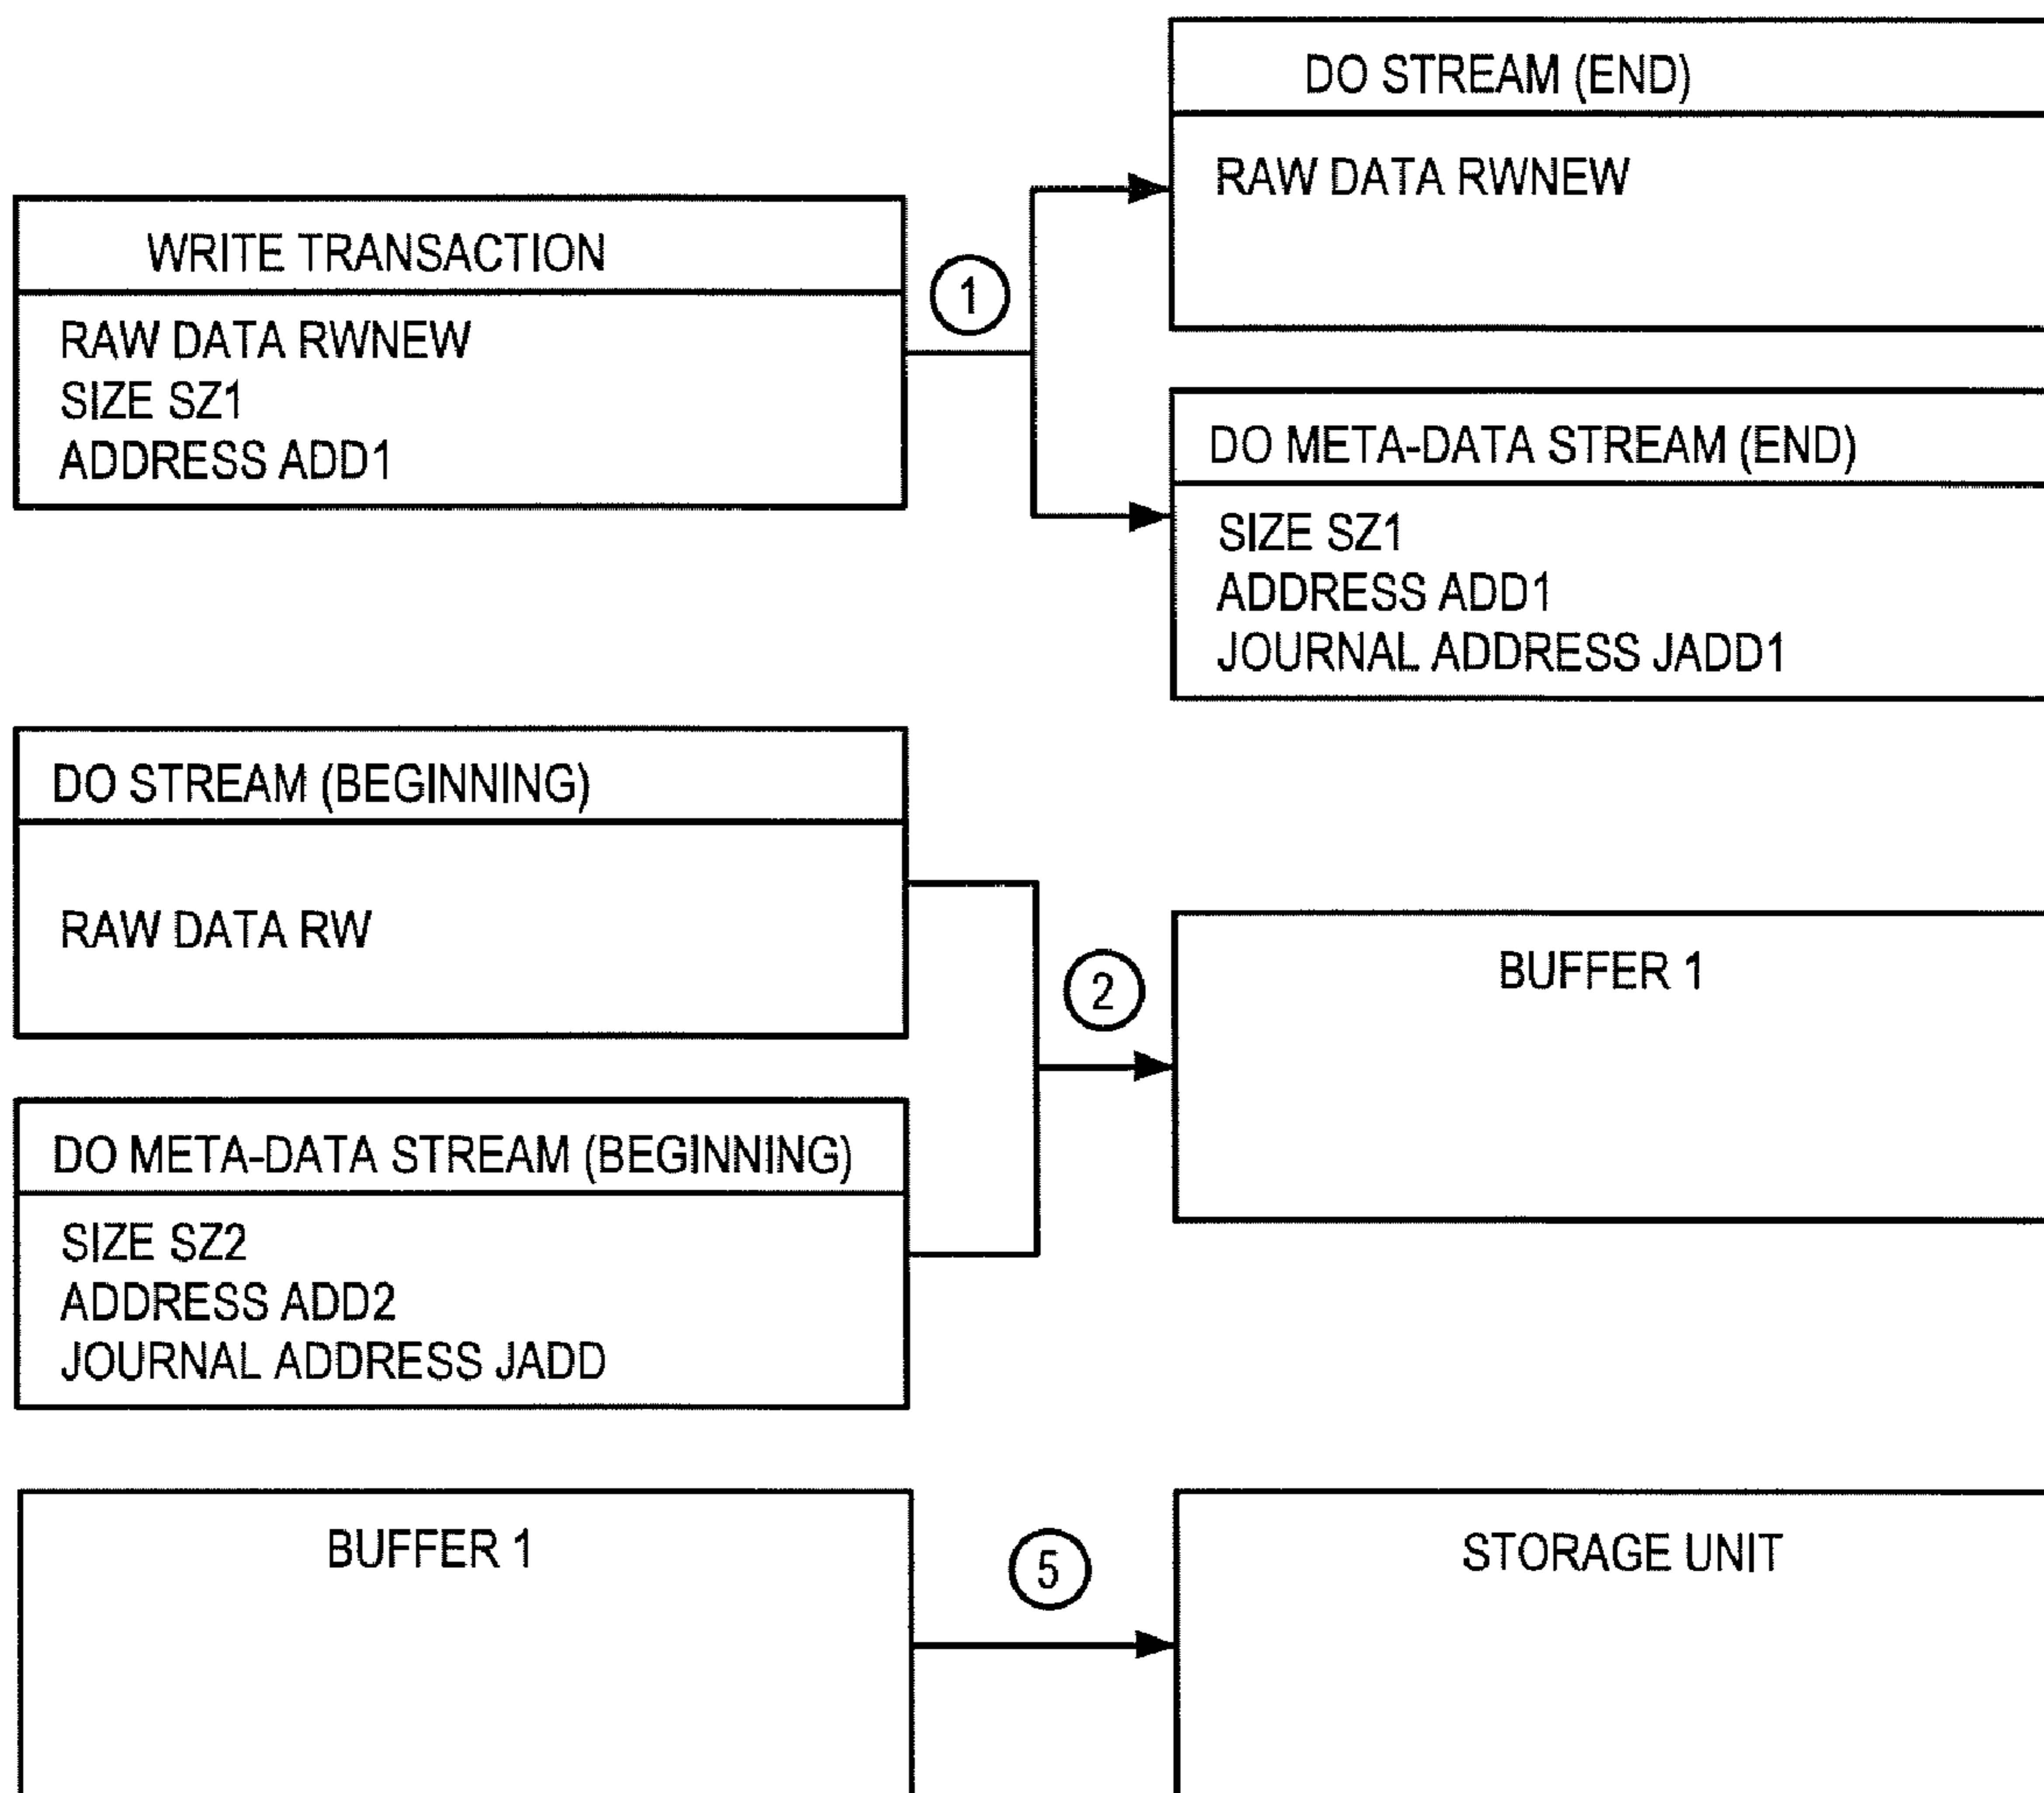 WRITE TRANSACTION
RAW DATA RWNEW
SIZE SZ1
ADDRESS ADD1
1
DO STREAM (END)
RAW DATA RWNEW
DO META-DATA STREAM (END)
SIZE SZ1
ADDRESS ADD1
JOURNAL ADDRESS JADD1
DO STREAM (BEGINNING)
RAW DATA RW
DO META-DATA STREAM (BEGINNING)
SIZE SZ2
ADDRESS ADD2
JOURNAL ADDRESS JADD
2
BUFFER 1
BUFFER 1
5
STORAGE UNIT